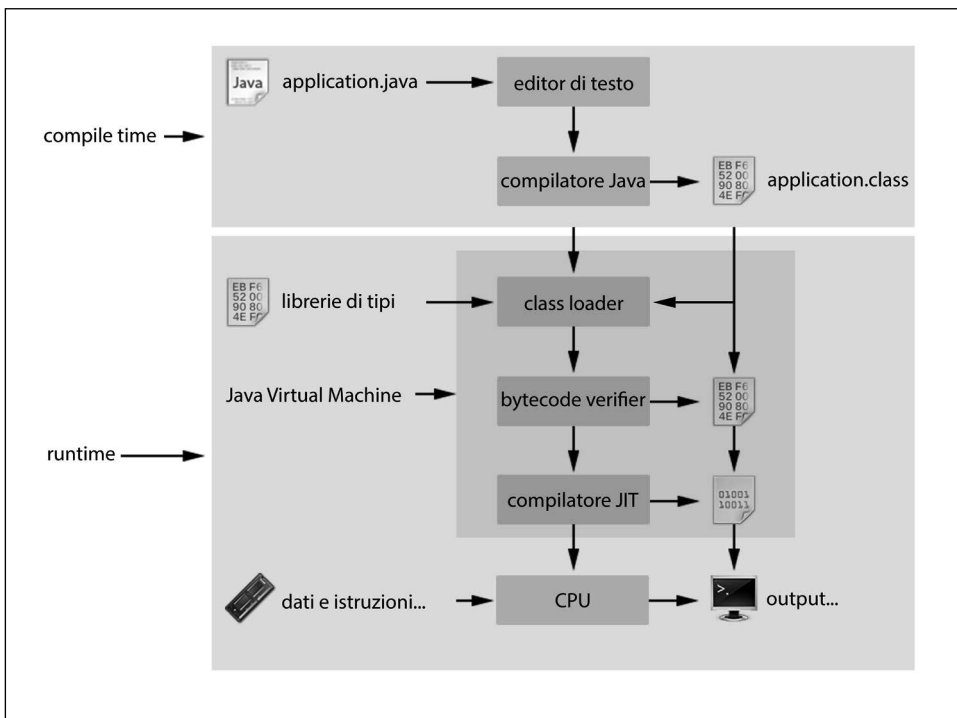 Java
application.java
editor di testo
compile time
compilatore Java
EB F6
52 00
90 80
4E FC
application.class
EB F6
52 00
90 80
4E FC
librerie di tipi
class loader
Java Virtual Machine
bytecode verifier
EB F6
52 00
90 80
4E FC
runtime
compilatore JIT
01001
10011
dati e istruzioni...
CPU
>.
output...